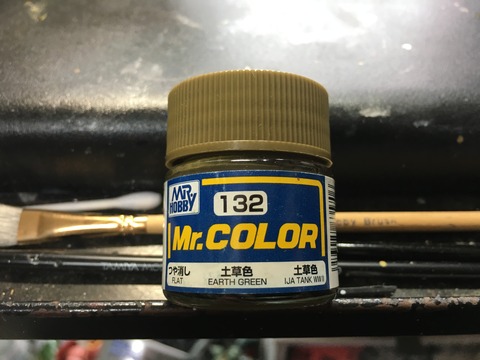 MR
HOBBY
132
Mr.COLOR
つや消し 土草色 土草色
FLAT EARTH GREEN IJA TANK WWⅡ
Brush